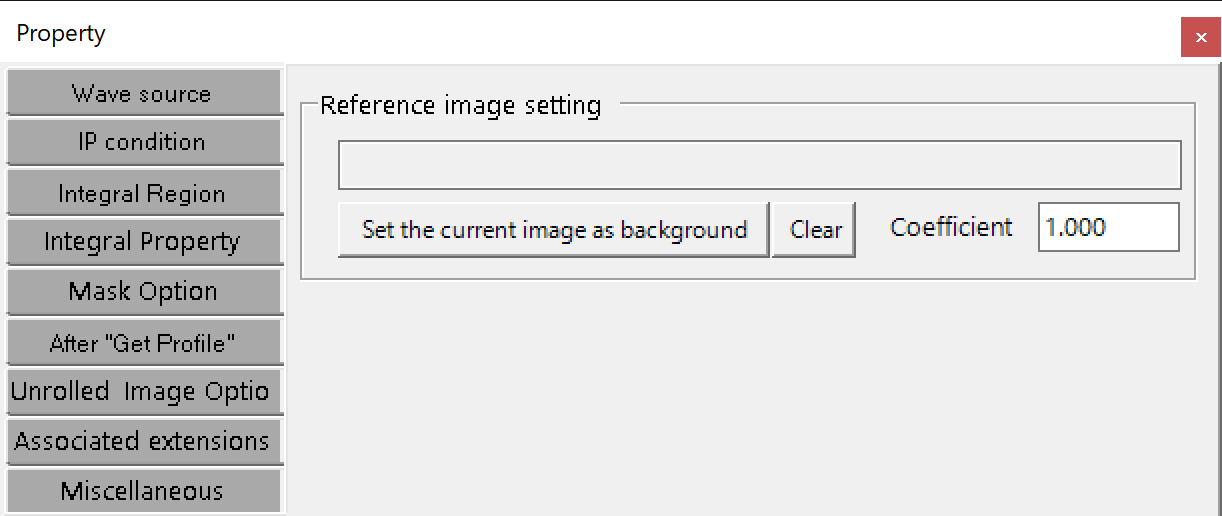 Property
×
Wave source
IP condition
Integral Region
Integral Property
Mask Option
After "Get Profile"
Unrolled Image Optio
Associated extensions
Miscellaneous
Reference image setting
Set the current image as background
Clear
Coefficient
1.000